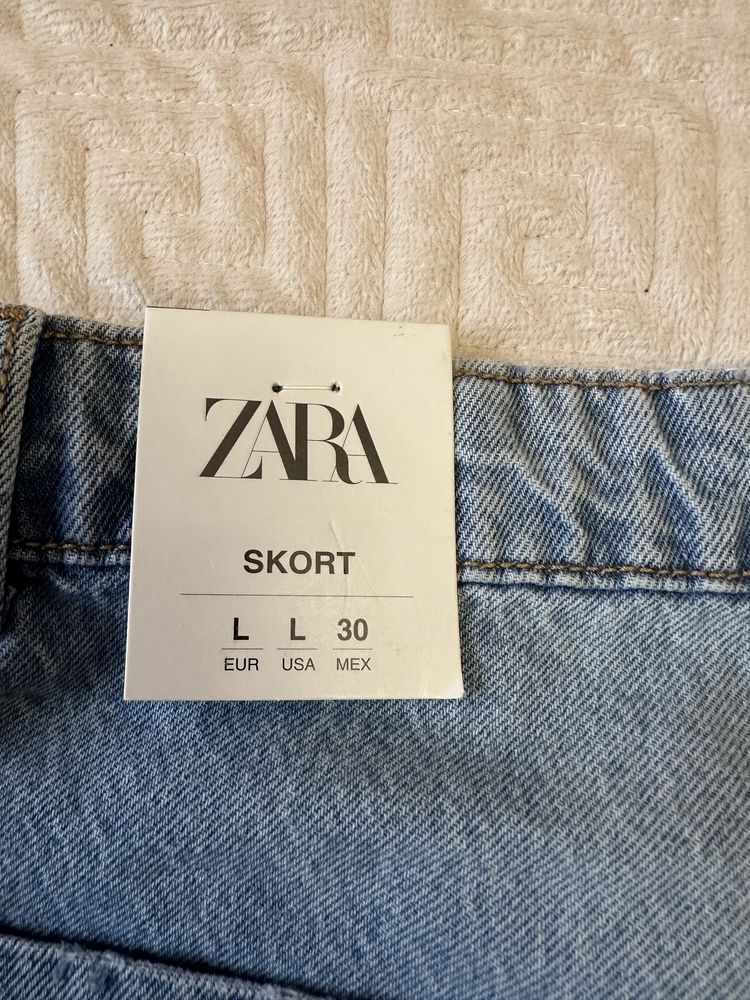 ZARA
SKORT
L L 30
EUR USA MEX